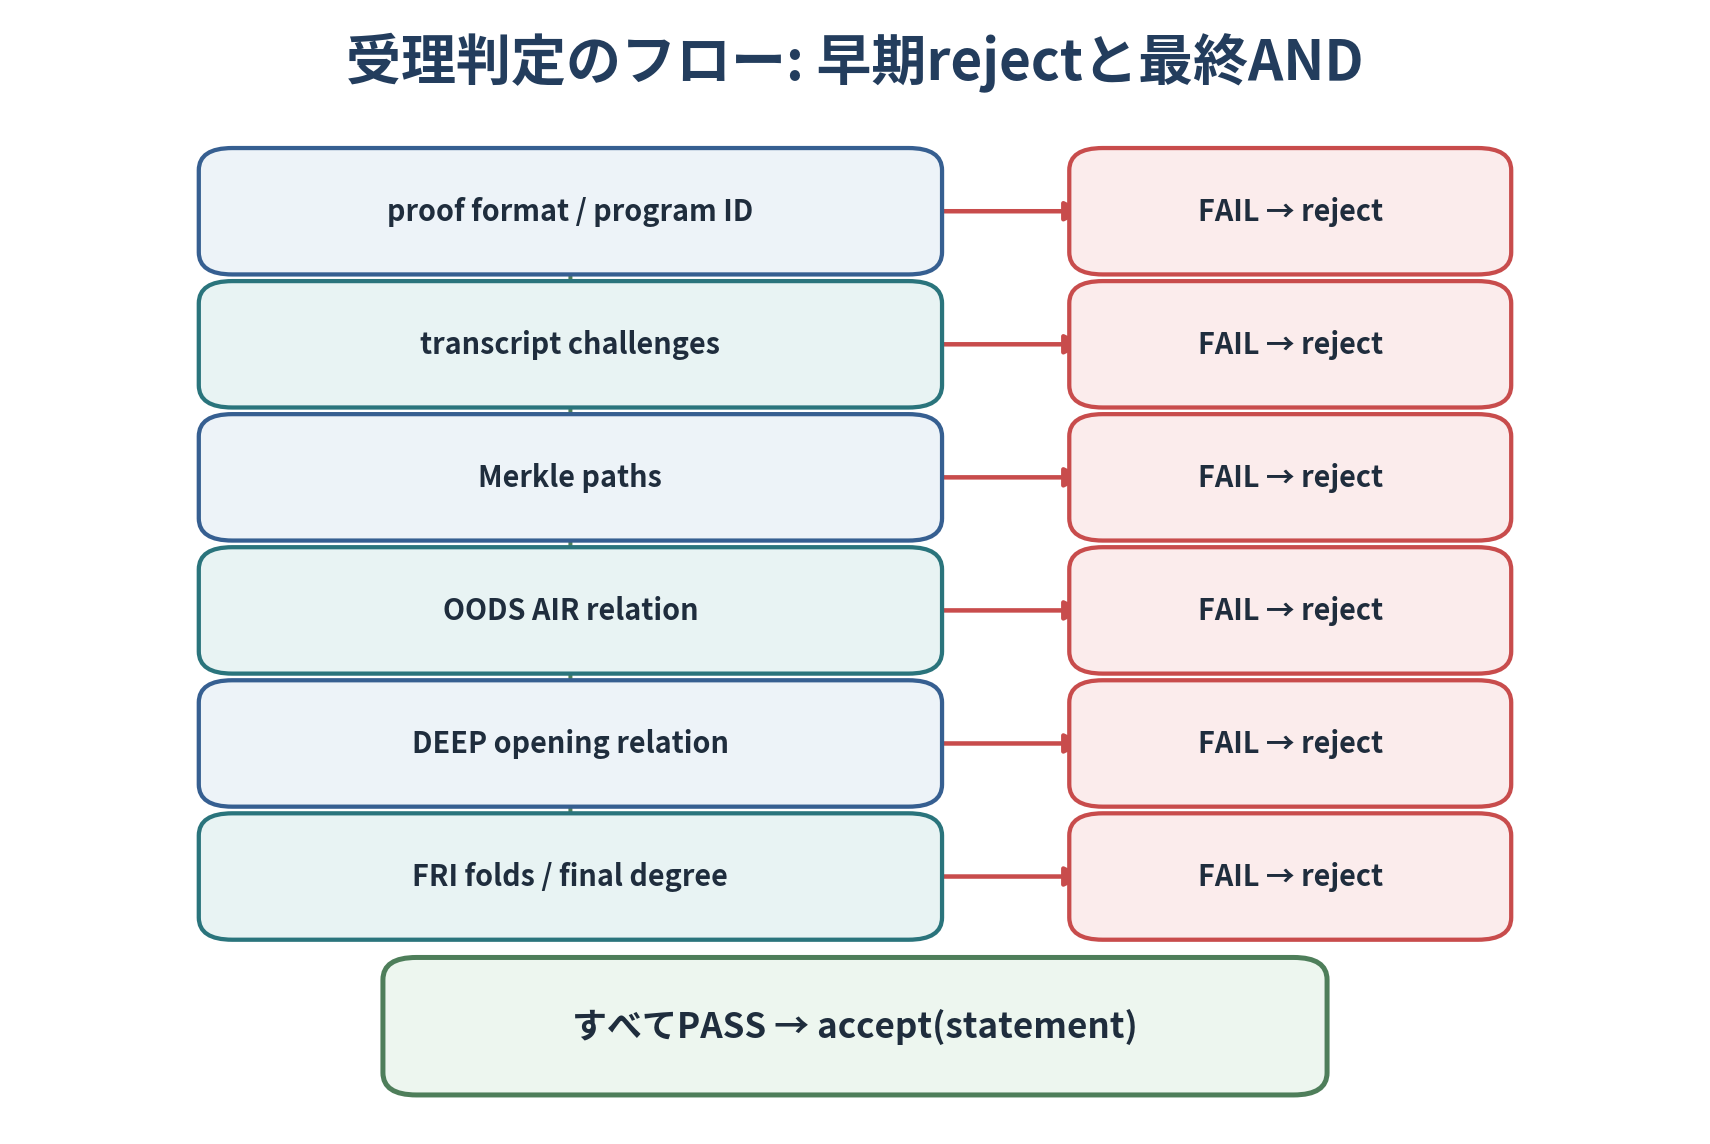 受理判定のフロー: 早期rejectと最終AND
proof format / program ID
FAIL → reject
transcript challenges
FAIL → reject
Merkle paths
FAIL → reject
OODS AIR relation
FAIL → reject
DEEP opening relation
FAIL → reject
FRI folds / final degree
FAIL → reject
すべてPASS → accept(statement)